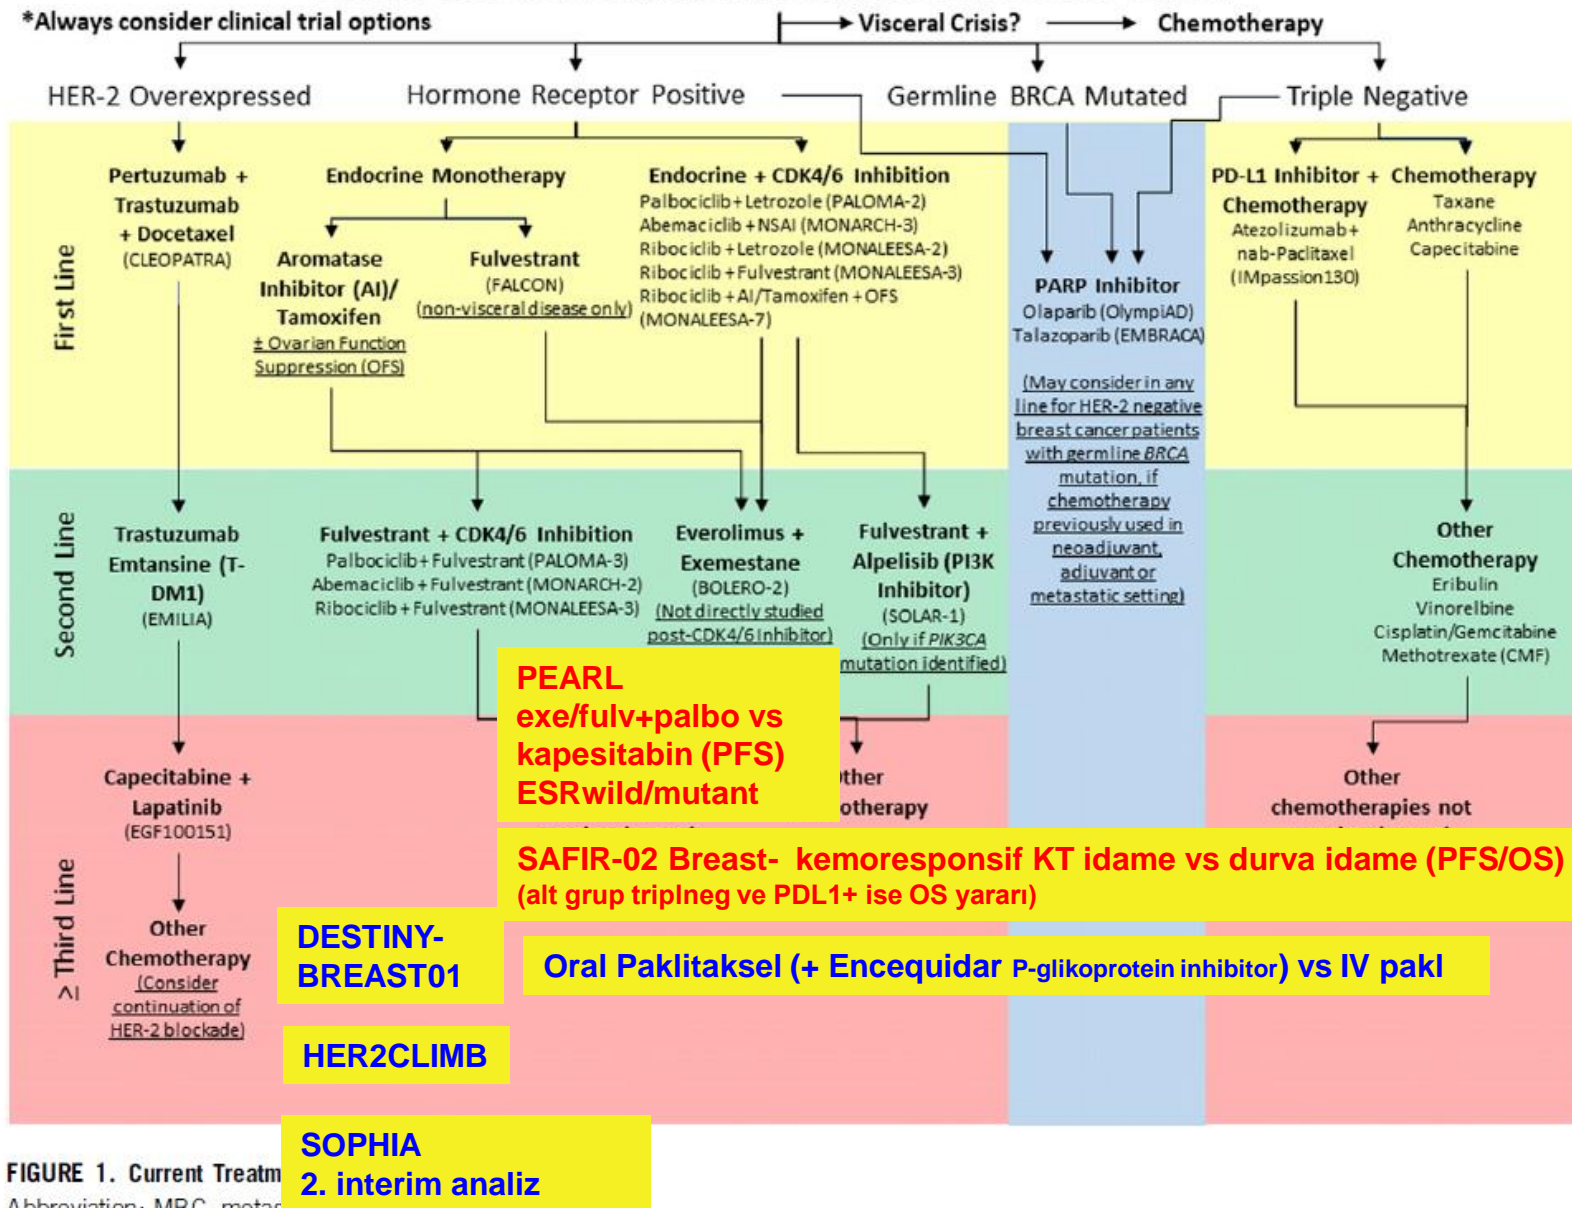 *Always consider clinical trial options
Visceral Crisis?
Chemotherapy
HER-2 Overexpressed
Hormone Receptor Positive
Germline BRCA Mutated
Triple Negative
First Line
Pertuzumab +
Trastuzumab
+ Docetaxel
(CLEOPATRA)
Endocrine Monotherapy
Aromatase
Inhibitor (AI)/
Tamoxifen
± Ovarian Function
Suppression (OFS)
Fulvestrant
(FALCON)
(non-visceral disease only)
Endocrine + CDK4/6 Inhibition
Palbociclib + Letrozole (PALOMA-2)
Abemaciclib + NSAI (MONARCH-3)
Ribociclib + Letrozole (MONALEESA-2)
Ribociclib + Fulvestrant (MONALEESA-3)
Ribociclib + AI/Tamoxifen + OFS
(MONALEESA-7)
PARP Inhibitor
Olaparib (OlympiAD)
Talazoparib (EMBRACA)
(May consider in any
line for HER-2 negative
breast cancer patients
with germline BRCA
mutation, if
chemotherapy
previously used in
neoadjuvant,
adjuvant or
metastatic setting)
PD-L1 Inhibitor +
Chemotherapy
Atezolizumab +
nab-Paclitaxel
(IMpassion130)
Chemotherapy
Taxane
Anthracycline
Capecitabine
Second Line
Trastuzumab
Emtansine (T-
DM1)
(EMILIA)
Fulvestrant + CDK4/6 Inhibition
Palbociclib + Fulvestrant (PALOMA-3)
Abemaciclib + Fulvestrant (MONARCH-2)
Ribociclib + Fulvestrant (MONALEESA-3)
Everolimus +
Exemestane
(BOLERO-2)
(Not directly studied
post-CDK4/6 Inhibitor)
Fulvestrant +
Alpelisib (PI3K
Inhibitor)
(SOLAR-1)
(Only if PIK3CA
mutation identified)
Other
Chemotherapy
Eribulin
Vinorelbine
Cisplatin/Gemcitabine
Methotrexate (CMF)
PEARL
exe/fulv+palbo vs
kapesitabin (PFS)
ESRwild/mutant
≥ Third Line
Capecitabine +
Lapatinib
(EGF100151)
Other
Chemotherapy
(Consider
continuation of
HER-2 blockade)
Other
chemotherapies not
SAFIR-02 Breast- kemoresponsif KT idame vs durva idame (PFS/OS)
(alt grup triplneg ve PDL1+ ise OS yararı)
DESTINY-
BREAST01
Oral Paklitaksel (+ Encequidar P-glikoprotein inhibitor) vs IV pakl
HER2CLIMB
SOPHIA
2. interim analiz
FIGURE 1. Current Treatm